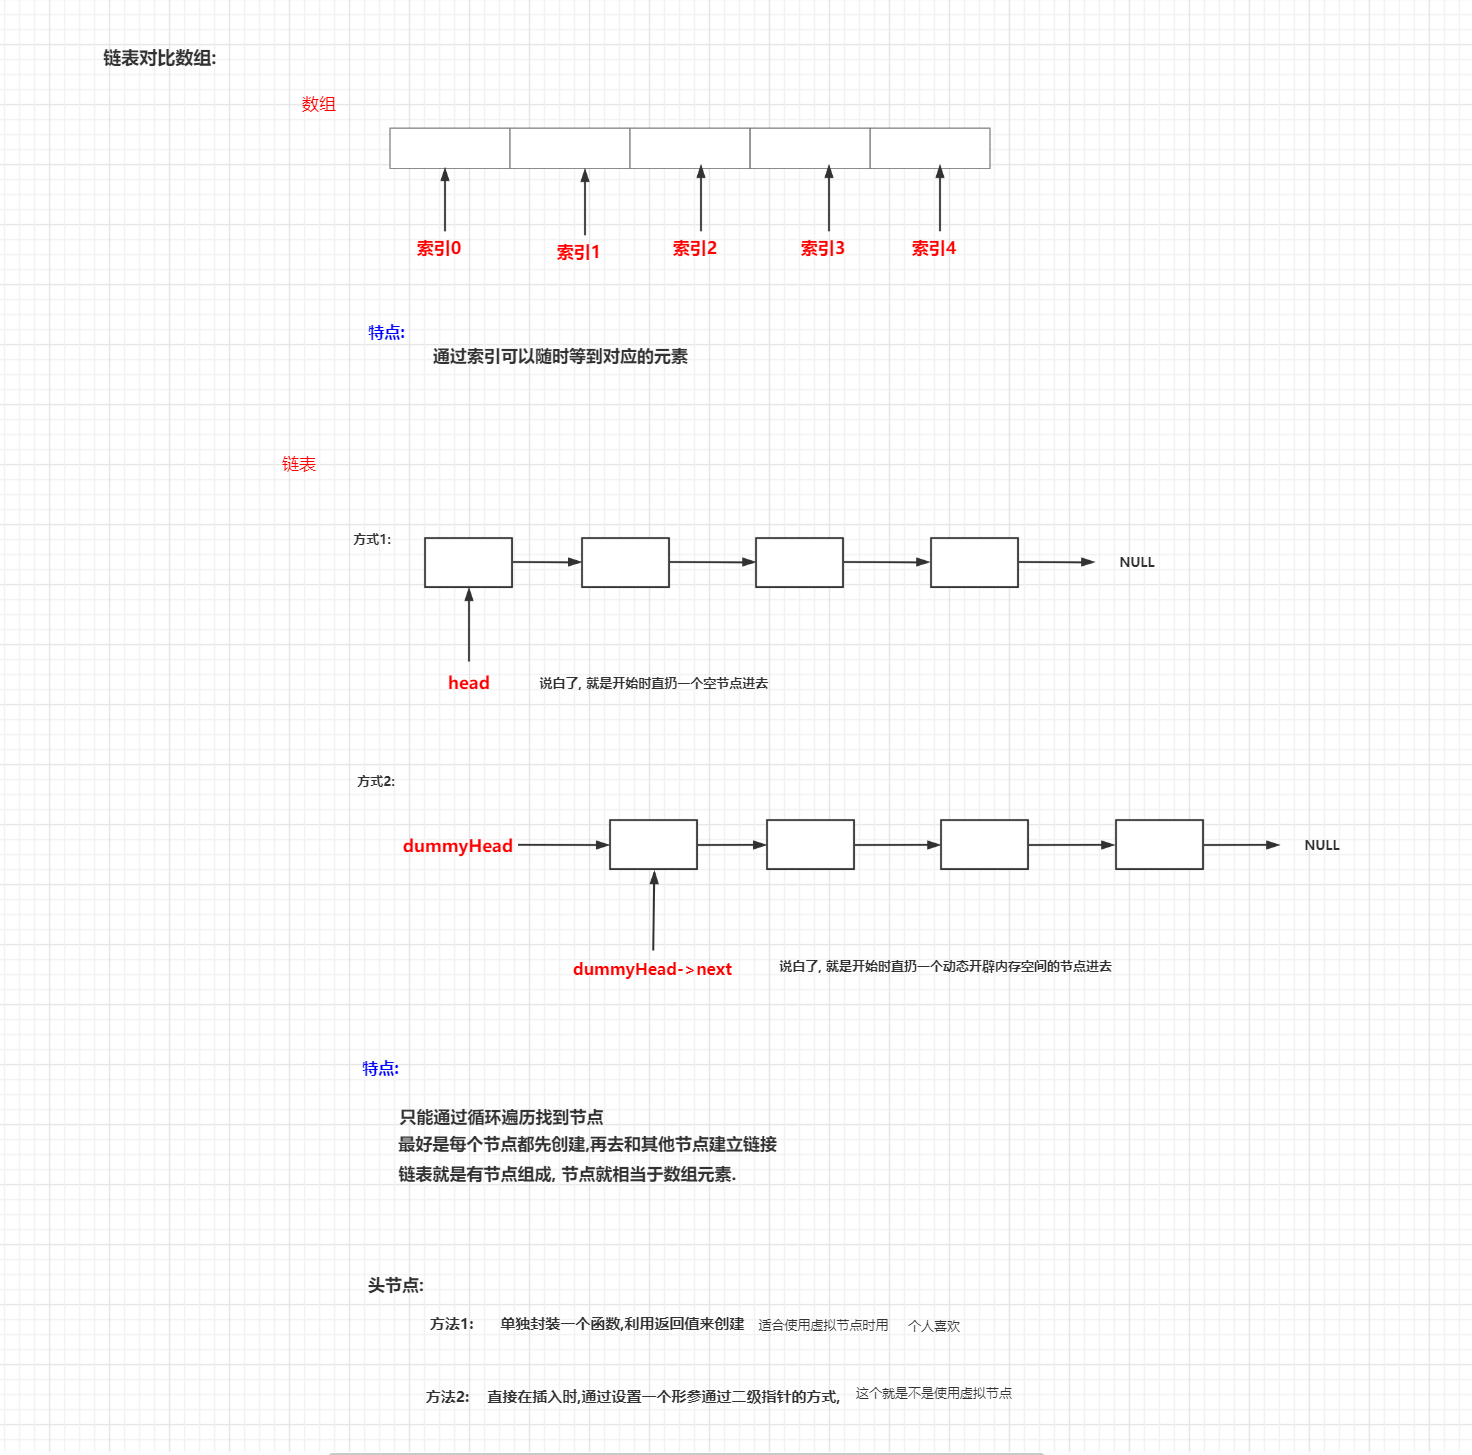 链表对比数组:
数组
索引0 索引1 索引2 索引3 索引4
特点:
通过索引可以随时等到对应的元素
链表
方式1:
NULL
head 说白了, 就是开始时直扔一个空节点进去
方式2:
dummyHead NULL
dummyHead->next 说白了, 就是开始时直扔一个动态开辟内存空间的节点进去
特点:
只能通过循环遍历找到节点
最好是每个节点都先创建,再去和其他节点建立链接
链表就是有节点组成, 节点就相当于数组元素.
头节点:
方法1: 单独封装一个函数,利用返回值来创建 适合使用虚拟节点时用 个人喜欢
方法2: 直接在插入时,通过设置一个形参通过二级指针的方式, 这个就是不是使用虚拟节点